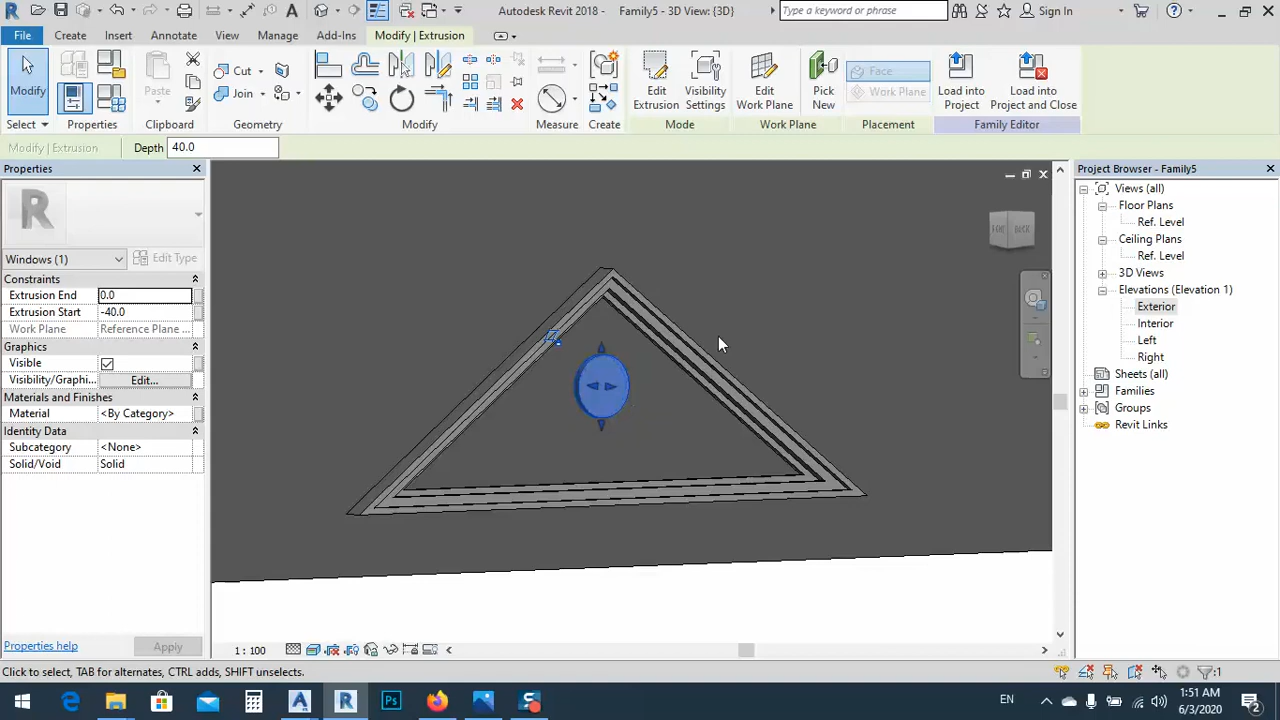 Autodesk Revit 2018 - Family5 - 3D View: {3D}
Type a keyword or phrase
Sign In
File Create Insert Annotate View Manage Add-Ins Modify | Extrusion
Modify
Select
Properties
Paste
Clipboard
Cut
Join
Geometry
Modify
Measure
Create
Edit Extrusion
Visibility Settings
Mode
Edit Work Plane
Work Plane
Pick New
Face
Work Plane
Placement
Load into Project
Load into Project and Close
Family Editor
Modify | Extrusion Depth 40.0
Properties
R
Windows (1) Edit Type
Constraints
Extrusion End 0.0
Extrusion Start -40.0
Work Plane Reference Plane ...
Graphics
Visible
Visibility/Graphi... Edit...
Materials and Finishes
Material <By Category>
Identity Data
Subcategory <None>
Solid/Void Solid
Properties help Apply
BACK
Project Browser - Family5
Views (all)
Floor Plans
Ref. Level
Ceiling Plans
Ref. Level
3D Views
Elevations (Elevation 1)
Exterior
Interior
Left
Right
Sheets (all)
Families
Groups
Revit Links
1 : 100
Click to select, TAB for alternates, CTRL adds, SHIFT unselects.
:1
EN
1:51 AM
6/3/2020
2